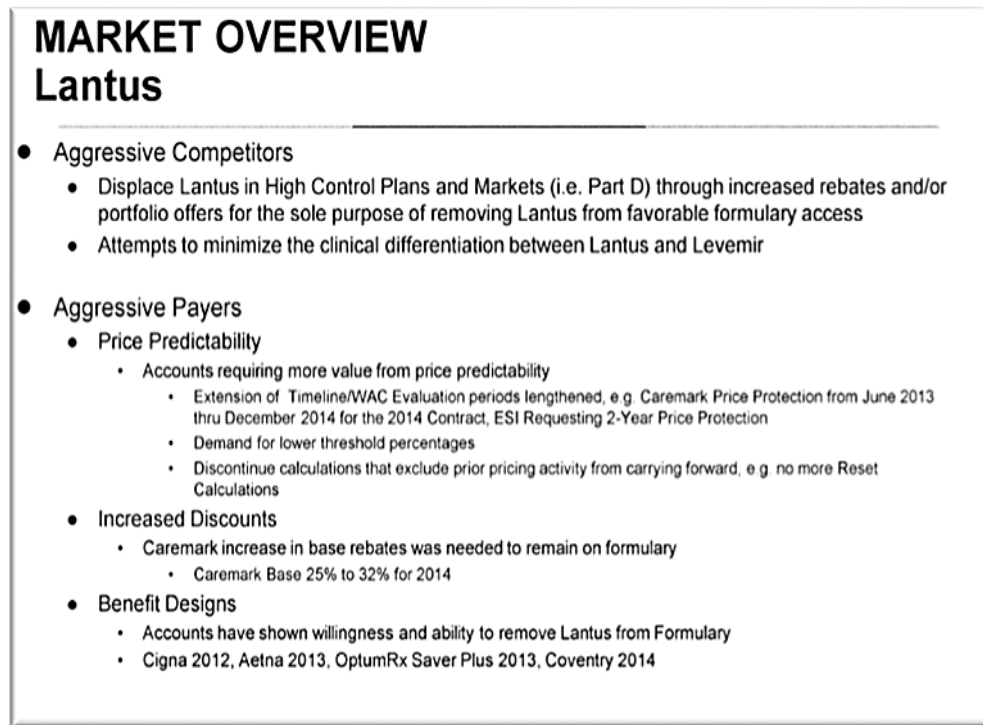 MARKET OVERVIEW
Lantus
● Aggressive Competitors
● Displace Lantus in High Control Plans and Markets (i.e. Part D) through increased rebates and/or
portfolio offers for the sole purpose of removing Lantus from favorable formulary access
● Attempts to minimize the clinical differentiation between Lantus and Levemir
● Aggressive Payers
● Price Predictability
• Accounts requiring more value from price predictability
• Extension of Timeline/WAC Evaluation periods lengthened, e.g. Caremark Price Protection from June 2013
thru December 2014 for the 2014 Contract, ESI Requesting 2-Year Price Protection
• Demand for lower threshold percentages
• Discontinue calculations that exclude prior pricing activity from carrying forward, e.g. no more Reset
Calculations
● Increased Discounts
• Caremark increase in base rebates was needed to remain on formulary
• Caremark Base 25% to 32% for 2014
● Benefit Designs
• Accounts have shown willingness and ability to remove Lantus from Formulary
• Cigna 2012, Aetna 2013, OptumRx Saver Plus 2013, Coventry 2014